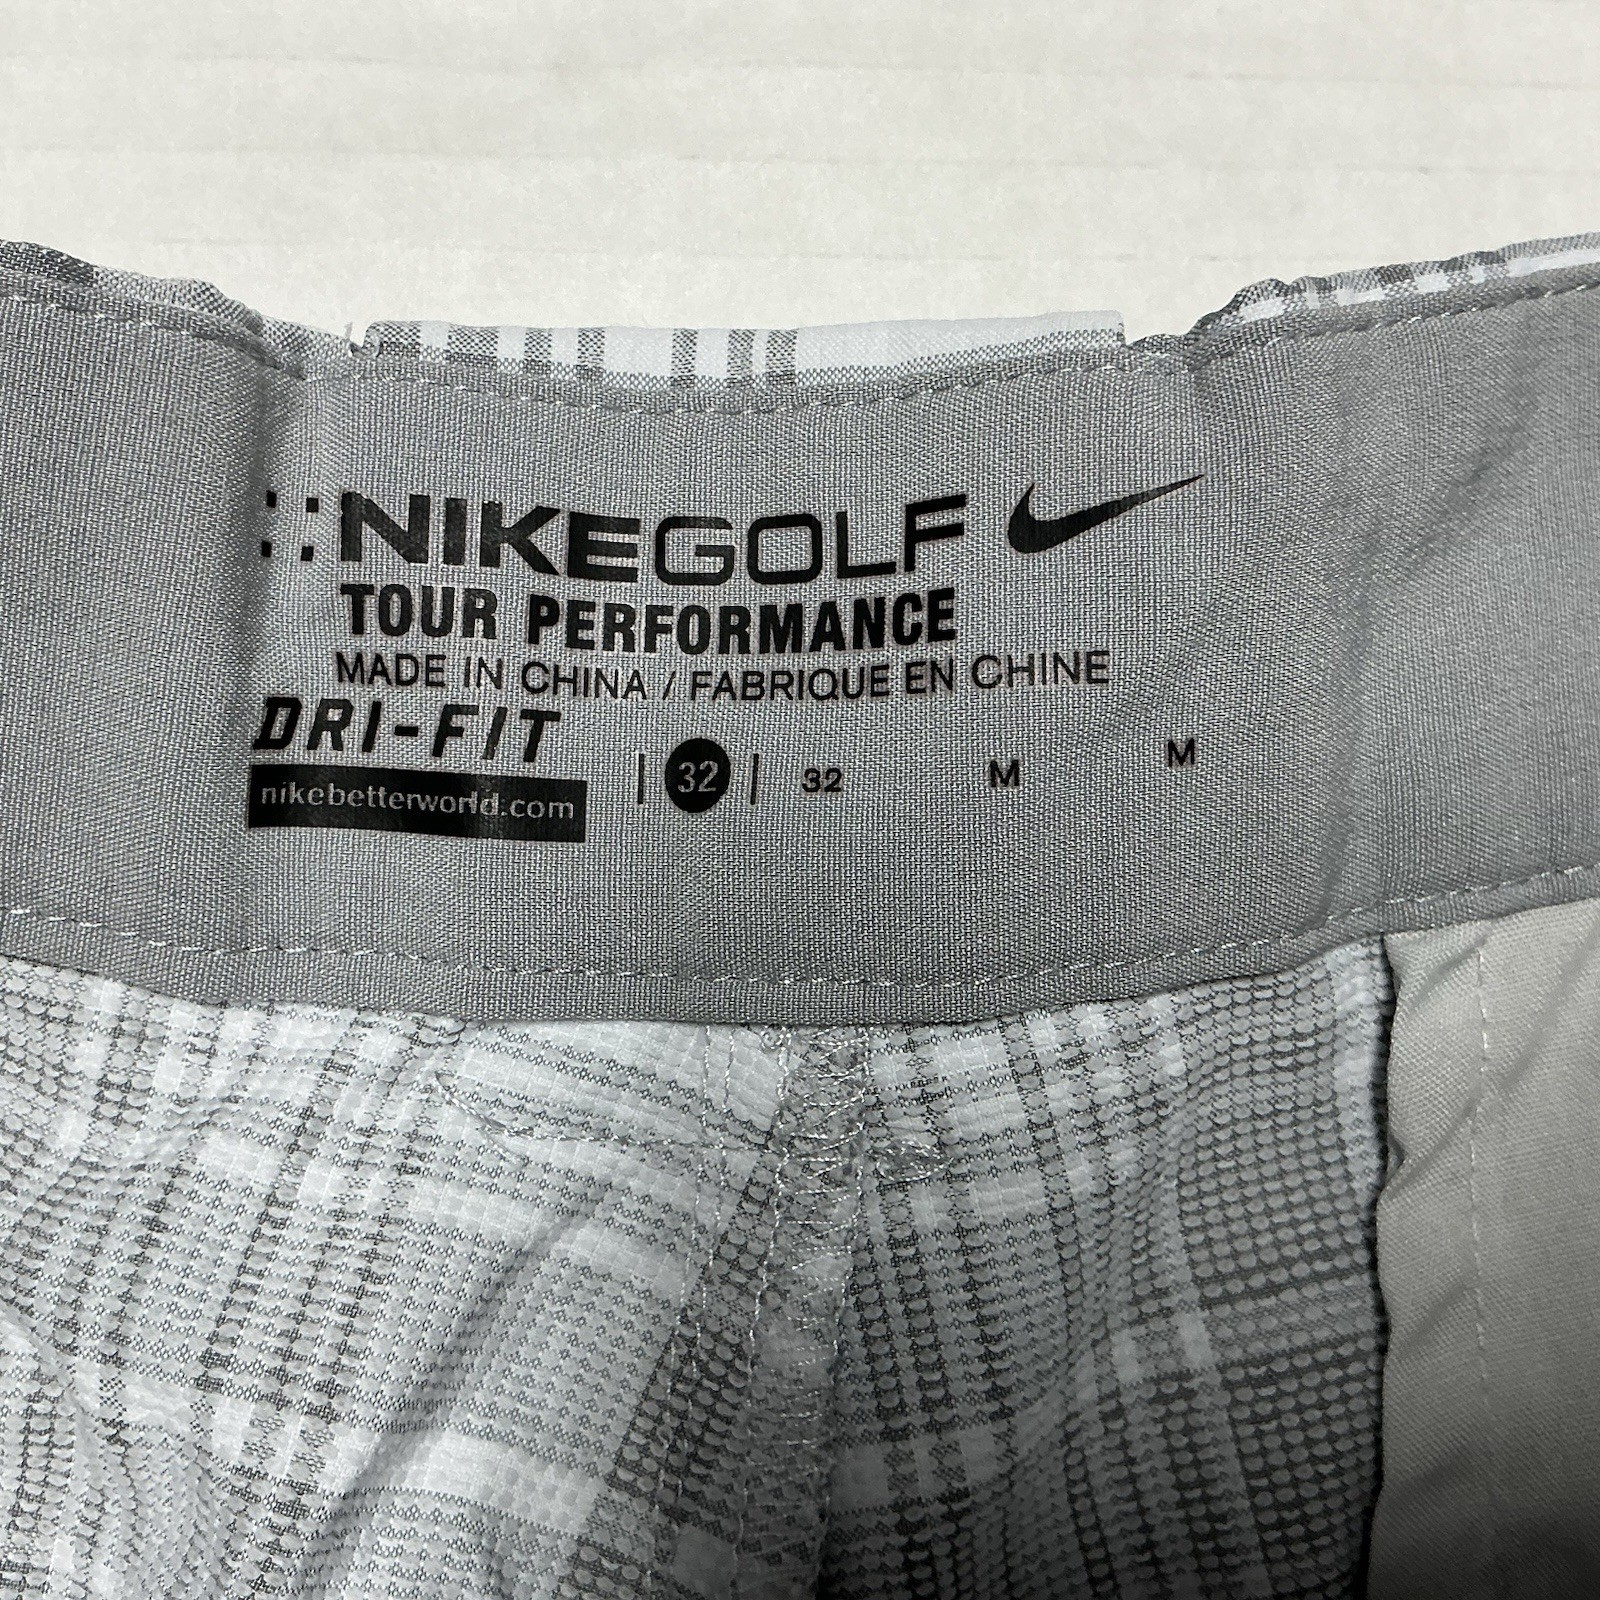 ::NIKEGOLF
TOUR PERFORMANCE
MADE IN CHINA / FABRIQUE EN CHINE
DRI-FIT
nikebetterworld.com
| 32 | 32 M M